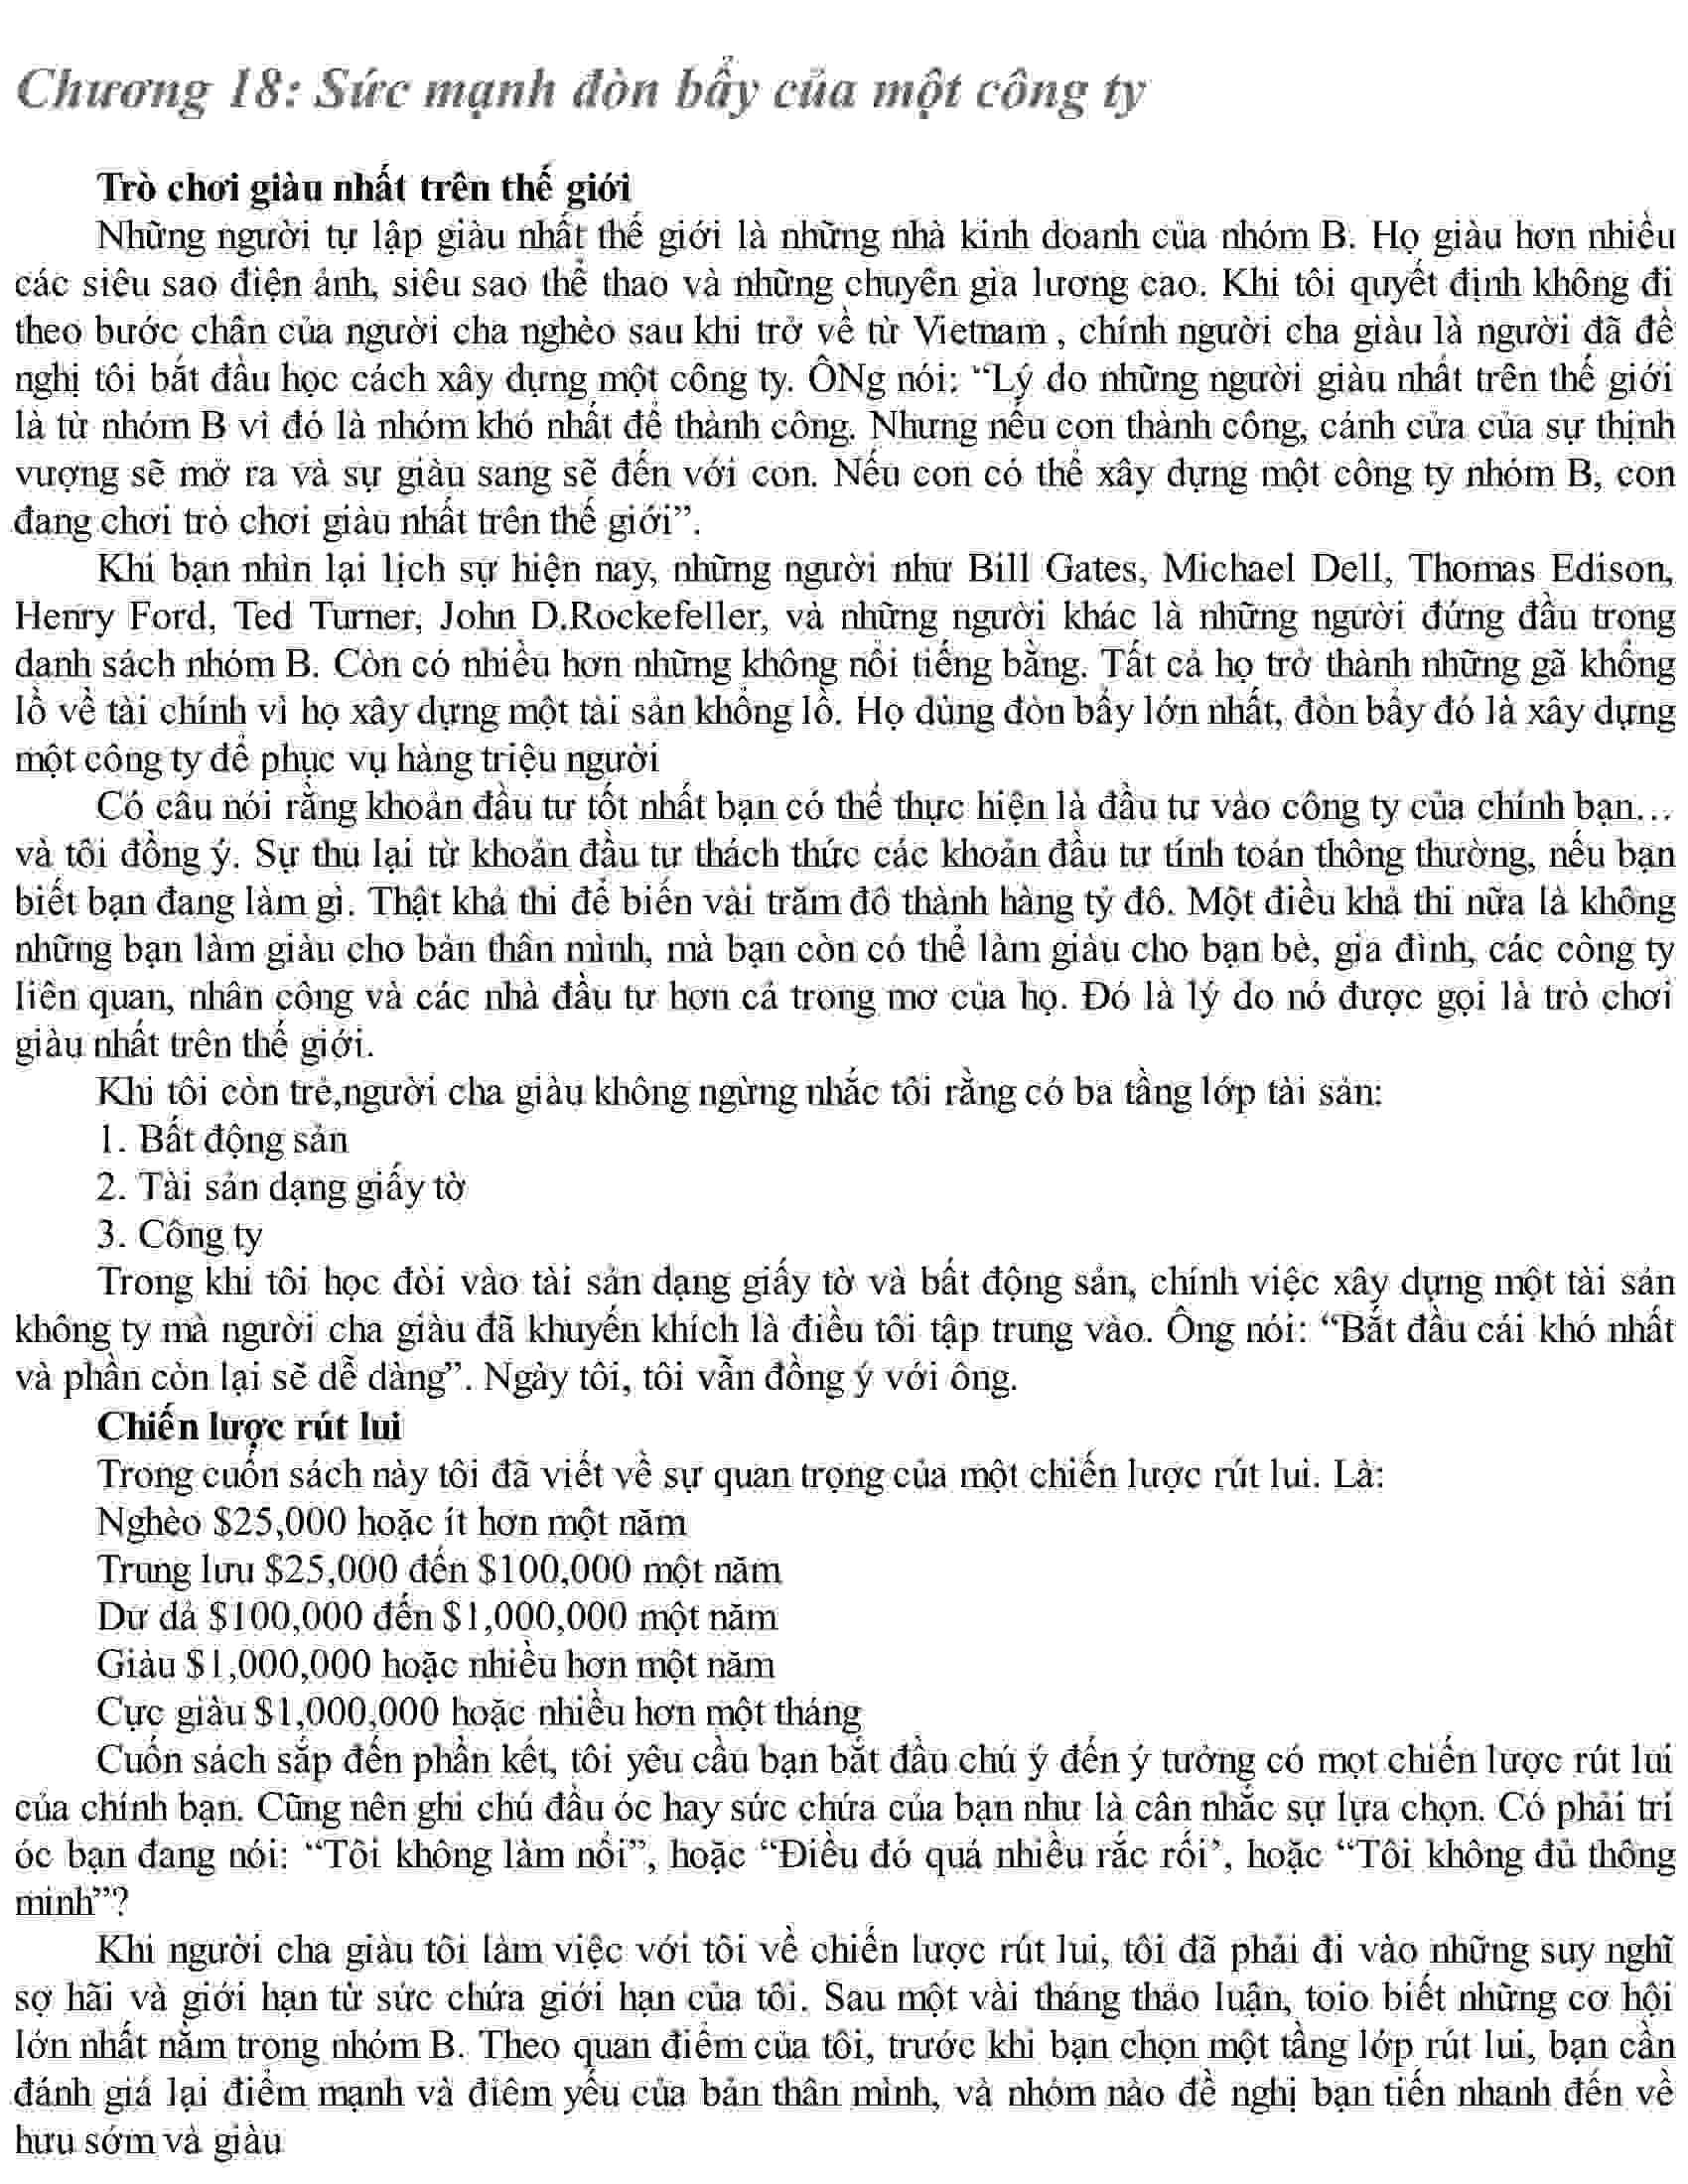 Chương 18: Sức mạnh đòn bẩy của một công ty
Trò chơi giàu nhất trên thế giới
Những người tự lập giàu nhất thế giới là những nhà kinh doanh của nhóm B. Họ giàu hơn nhiều
các siêu sao điện ảnh, siêu sao thể thao và những chuyên gia lương cao. Khi tôi quyết định không đi
theo bước chân của người cha nghèo sau khi trở về từ Vietnam , chính người cha giàu là người đã đề
nghị tôi bắt đầu học cách xây dựng một công ty. ÔNg nói: “Lý do những người giàu nhất trên thế giới
là từ nhóm B vì đó là nhóm khó nhất để thành công. Nhưng nếu con thành công, cánh cửa của sự thịnh
vượng sẽ mở ra và sự giàu sang sẽ đến với con. Nếu con có thể xây dựng một công ty nhóm B, con
đang chơi trò chơi giàu nhất trên thế giới”.
Khi bạn nhìn lại lịch sự hiện nay, những người như Bill Gates, Michael Dell, Thomas Edison,
Henry Ford, Ted Turner, John D.Rockefeller, và những người khác là những người đứng đầu trong
danh sách nhóm B. Còn có nhiều hơn những không nổi tiếng bằng. Tất cả họ trở thành những gã khổng
lồ về tài chính vì họ xây dựng một tài sản khổng lồ. Họ dùng đòn bẩy lớn nhất, đòn bẩy đó là xây dựng
một công ty để phục vụ hàng triệu người
Có câu nói rằng khoản đầu tư tốt nhất bạn có thể thực hiện là đầu tư vào công ty của chính bạn…
và tôi đồng ý. Sự thu lại từ khoản đầu tự thách thức các khoản đầu tư tính toán thông thường, nếu bạn
biết bạn đang làm gì. Thật khả thi để biến vài trăm đô thành hàng tỷ đô. Một điều khả thi nữa là không
những bạn làm giàu cho bản thân mình, mà bạn còn có thể làm giàu cho bạn bè, gia đình, các công ty
liên quan, nhân công và các nhà đầu tư hơn cả trong mơ của họ. Đó là lý do nó được gọi là trò chơi
giàu nhất trên thế giới.
Khi tôi còn trẻ,người cha giàu không ngừng nhắc tôi rằng có ba tầng lớp tài sản:
1. Bất động sản
2. Tài sản dạng giấy tờ
3. Công ty
Trong khi tôi học đòi vào tài sản dạng giấy tờ và bất động sản, chính việc xây dựng một tài sản
không ty mà người cha giàu đã khuyến khích là điều tôi tập trung vào. Ông nói: “Bắt đầu cái khó nhất
và phần còn lại sẽ dễ dàng”. Ngày tôi, tôi vẫn đồng ý với ông.
Chiến lược rút lui
Trong cuốn sách này tôi đã viết về sự quan trọng của một chiến lược rút lui. Là:
Nghèo $25,000 hoặc ít hơn một năm
Trung lưu $25,000 đến $100,000 một năm
Dư dả $100,000 đến $1,000,000 một năm
Giàu $1,000,000 hoặc nhiều hơn một năm
Cực giàu $1,000,000 hoặc nhiều hơn một tháng
Cuốn sách sắp đến phần kết, tôi yêu cầu bạn bắt đầu chú ý đến ý tưởng có mọt chiến lược rút lui
của chính bạn. Cũng nên ghi chú đầu óc hay sức chứa của bạn như là cân nhắc sự lựa chọn. Có phải trí
óc bạn đang nói: “Tôi không làm nổi”, hoặc “Điều đó quá nhiều rắc rối’, hoặc “Tôi không đủ thông
minh”?
Khi người cha giàu tôi làm việc với tôi về chiến lược rút lui, tôi đã phải đi vào những suy nghĩ
sợ hãi và giới hạn từ sức chứa giới hạn của tôi. Sau một vài tháng thảo luận, toio biết những cơ hội
lớn nhất nằm trong nhóm B. Theo quan điểm của tôi, trước khi bạn chọn một tầng lớp rút lui, bạn cần
đánh giá lại điểm mạnh và điêm yếu của bản thân mình, và nhóm nào đề nghị bạn tiến nhanh đến về
hưu sớm và giàu